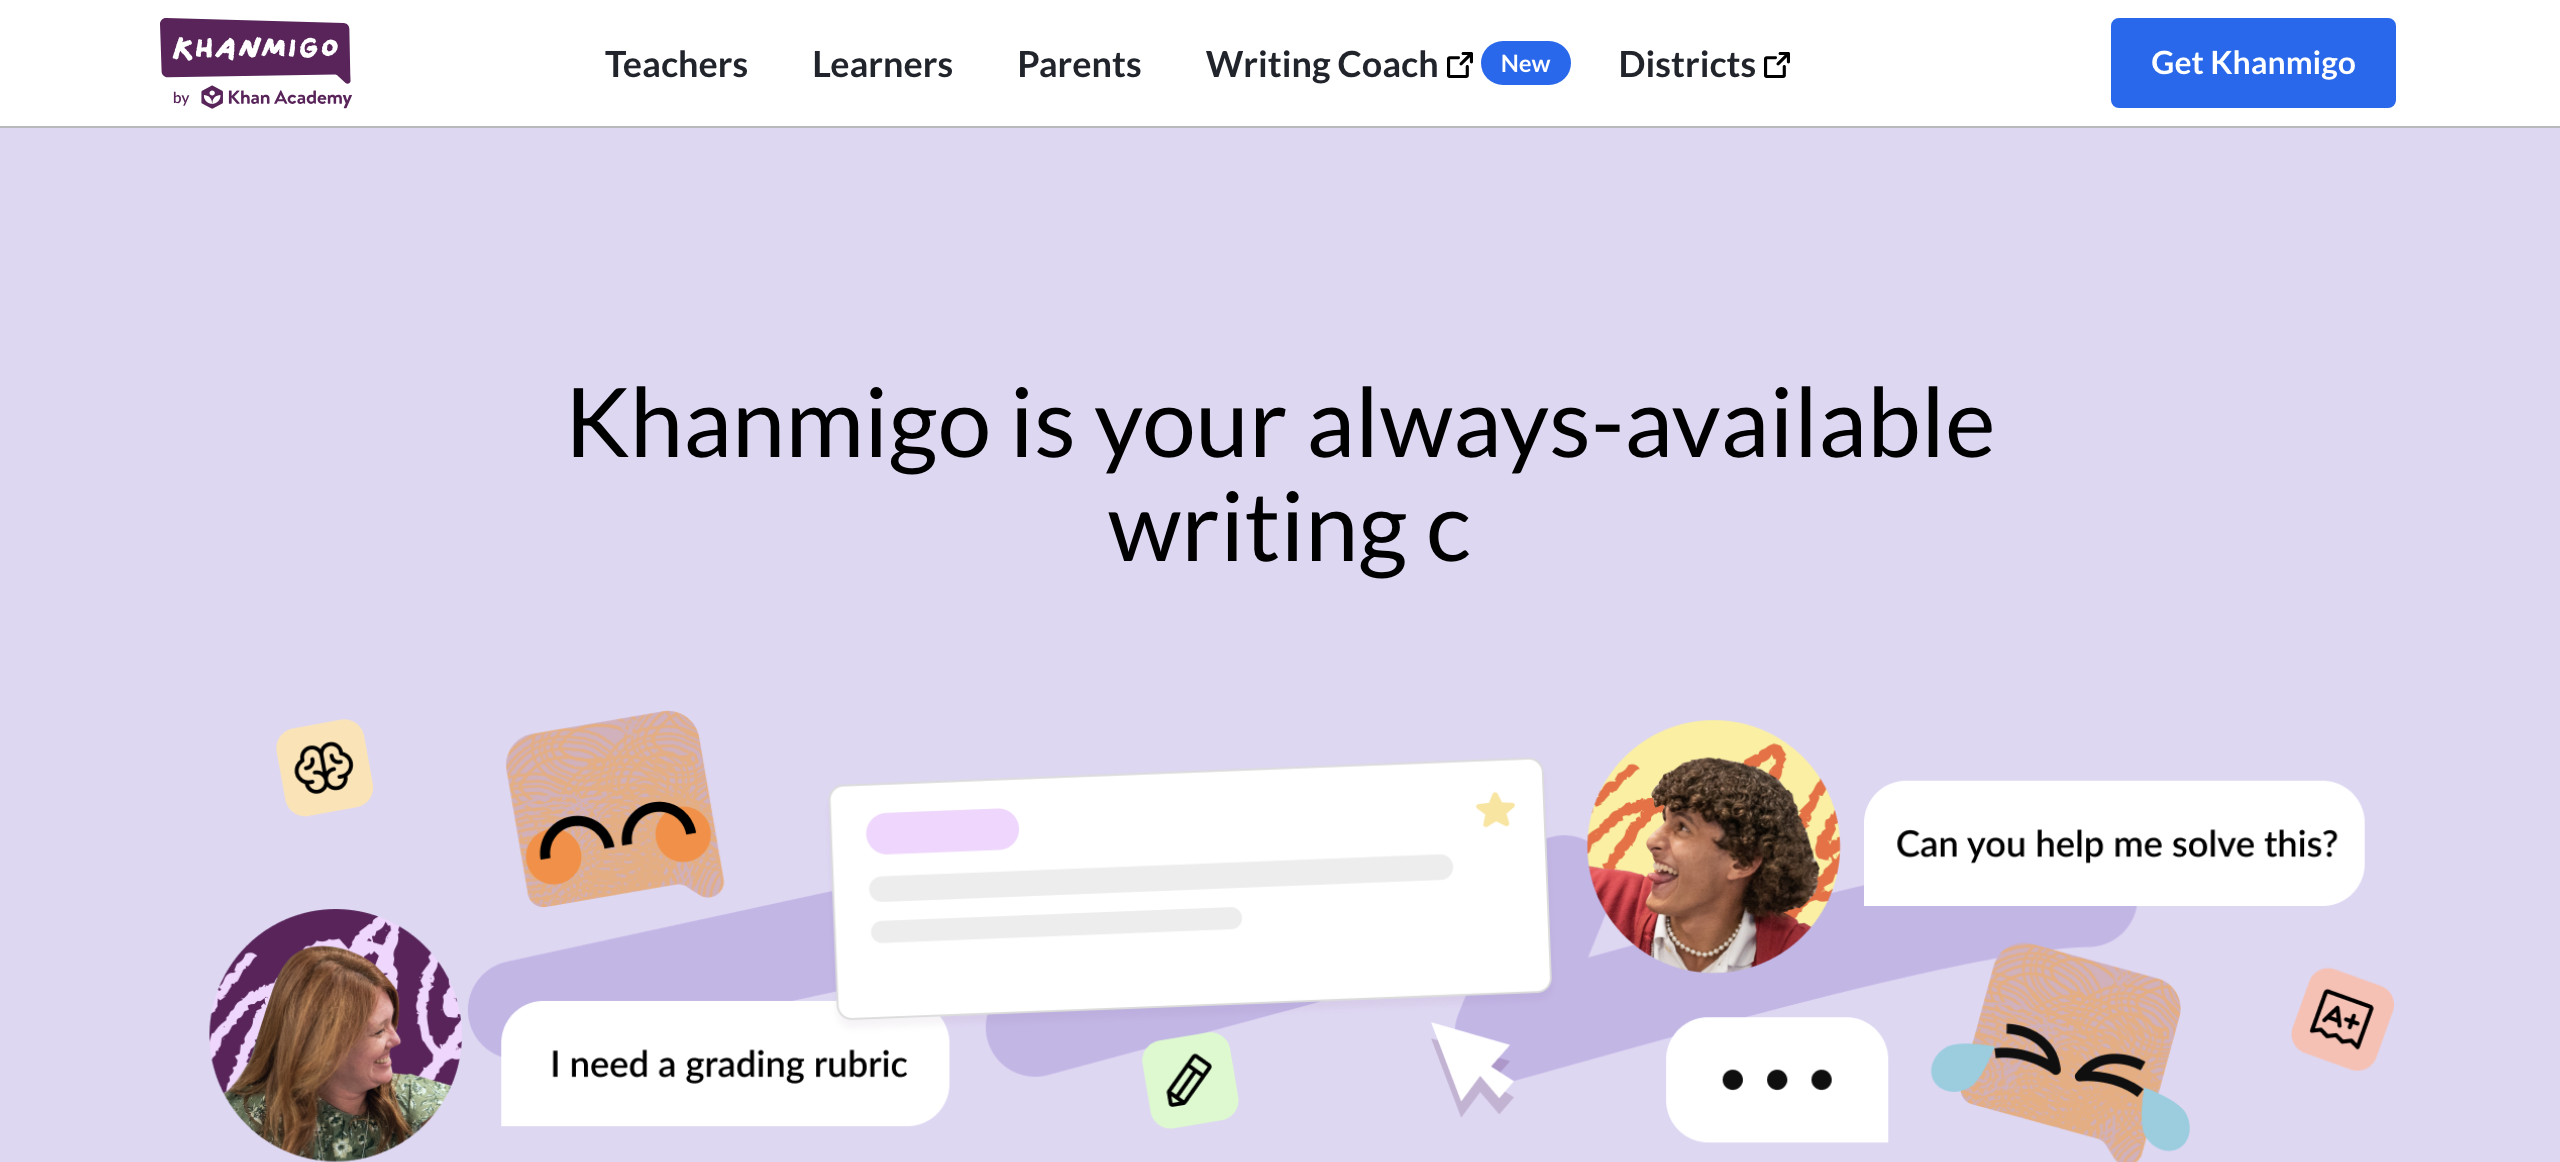 KHANMIGO
by Khan Academy
Teachers Learners Parents Writing Coach New Districts
Get Khanmigo
Khanmigo is your always-available
writing c
Can you help me solve this?
I need a grading rubric
A+